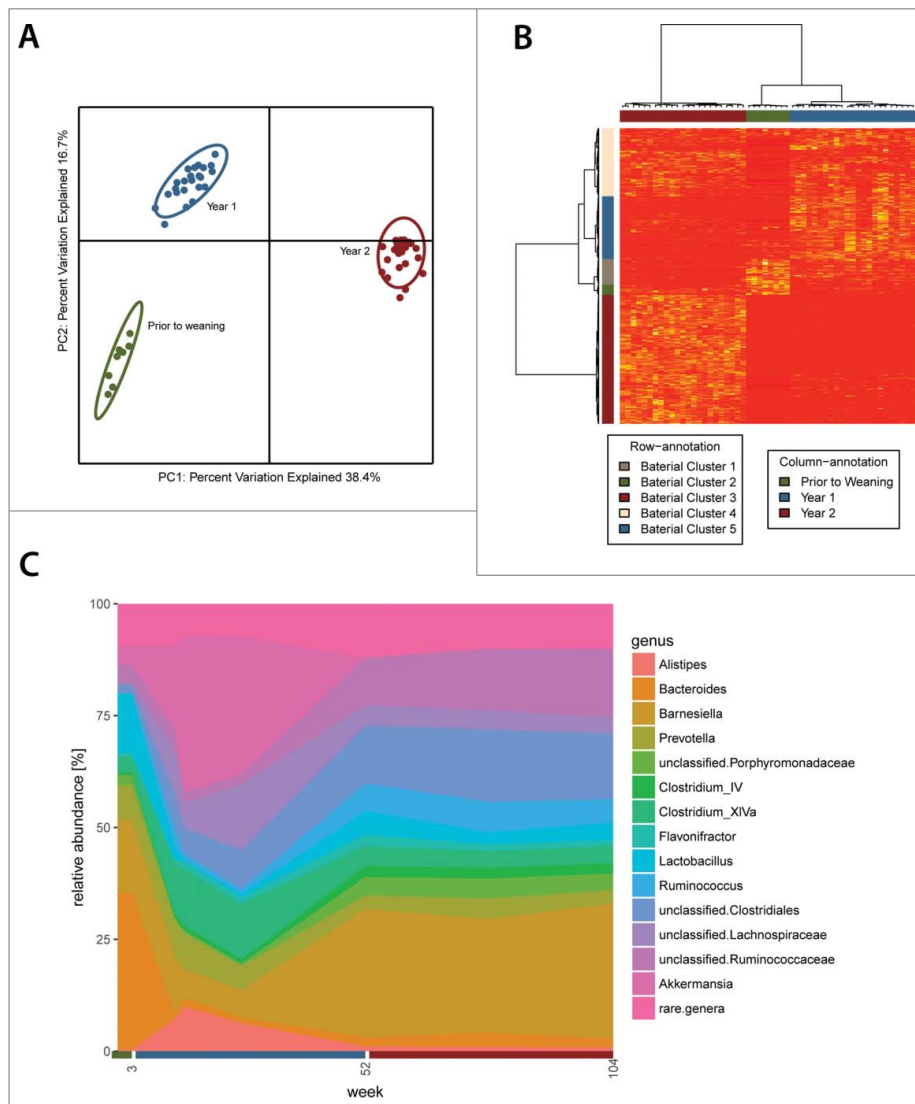 A
PC2: Percent Variation Explained 16.7%
Year 1
Year 2
Prior to weaning
PC1: Percent Variation Explained 38.4%
B
Row−annotation
Baterial Cluster 1
Baterial Cluster 2
Baterial Cluster 3
Baterial Cluster 4
Baterial Cluster 5
Column−annotation
Prior to Weaning
Year 1
Year 2
C
relative abundance [%]
100
75
50
25
0
3
52
104
week
genus
Alistipes
Bacteroides
Barnesiella
Prevotella
unclassified.Porphyromonadaceae
Clostridium_IV
Clostridium_XIVa
Flavonifractor
Lactobacillus
Ruminococcus
unclassified.Clostridiales
unclassified.Lachnospiraceae
unclassified.Ruminococcaceae
Akkermansia
rare.genera